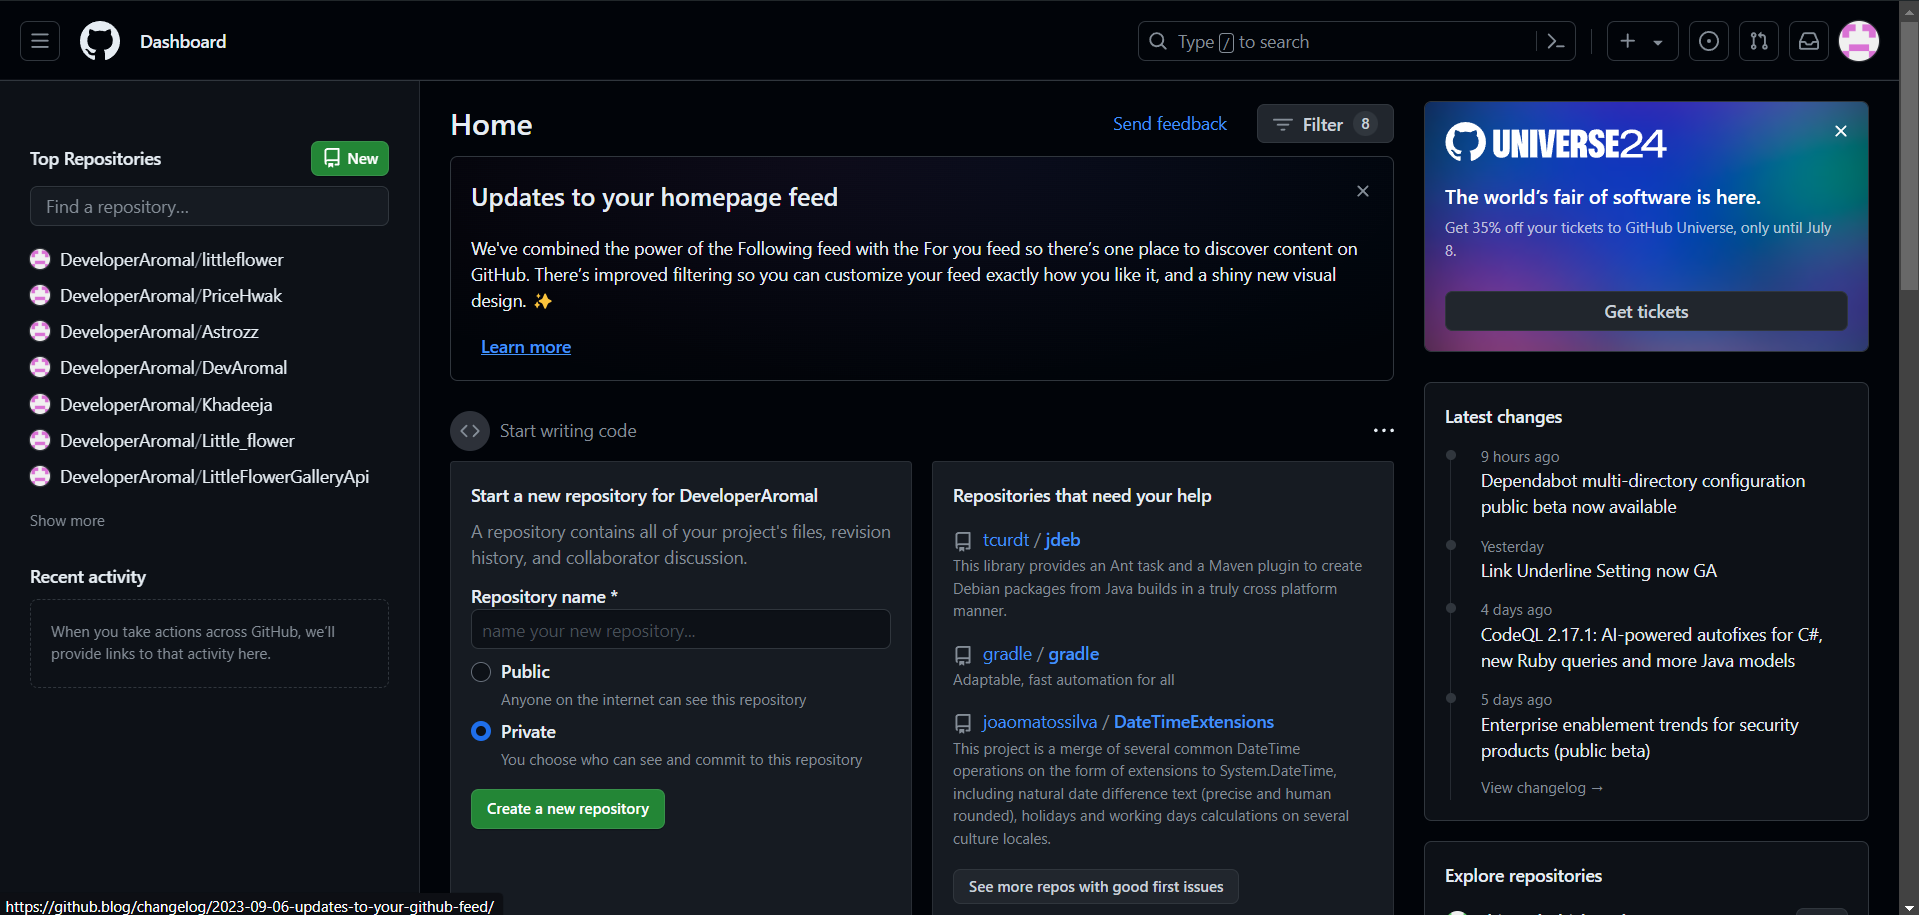 Dashboard
Type / to search
Top Repositories
New
Find a repository...
DeveloperAromal/littleflower
DeveloperAromal/PriceHwak
DeveloperAromal/Astrozz
DeveloperAromal/DevAromal
DeveloperAromal/Khadeeja
DeveloperAromal/Little_flower
DeveloperAromal/LittleFlowerGalleryApi
Show more
Recent activity
When you take actions across GitHub, we’ll
provide links to that activity here.
Home
Send feedback
Filter 8
Updates to your homepage feed
We've combined the power of the Following feed with the For you feed so there’s one place to discover content on
GitHub. There’s improved filtering so you can customize your feed exactly how you like it, and a shiny new visual
design. ✨
Learn more
Start writing code
Start a new repository for DeveloperAromal
A repository contains all of your project's files, revision
history, and collaborator discussion.
Repository name *
name your new repository...
Public
Anyone on the internet can see this repository
Private
You choose who can see and commit to this repository
Create a new repository
Repositories that need your help
tcurdt / jdeb
This library provides an Ant task and a Maven plugin to create
Debian packages from Java builds in a truly cross platform
manner.
gradle / gradle
Adaptable, fast automation for all
joaomatossilva / DateTimeExtensions
This project is a merge of several common DateTime
operations on the form of extensions to System.DateTime,
including natural date difference text (precise and human
rounded), holidays and working days calculations on several
culture locales.
See more repos with good first issues
UNIVERSE24
The world’s fair of software is here.
Get 35% off your tickets to GitHub Universe, only until July
8.
Get tickets
Latest changes
9 hours ago
Dependabot multi-directory configuration
public beta now available
Yesterday
Link Underline Setting now GA
4 days ago
CodeQL 2.17.1: AI-powered autofixes for C#,
new Ruby queries and more Java models
5 days ago
Enterprise enablement trends for security
products (public beta)
View changelog →
Explore repositories
https://github.blog/changelog/2023-09-06-updates-to-your-github-feed/